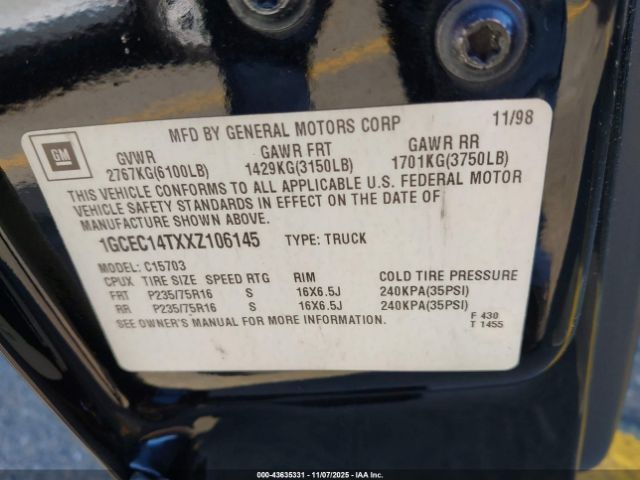 MFD BY GENERAL MOTORS CORP 11/98
GM
GVWR GAWR FRT GAWR RR
2767KG(6100LB) 1429KG(3150LB) 1701KG(3750LB)
THIS VEHICLE CONFORMS TO ALL APPLICABLE U.S. FEDERAL MOTOR
VEHICLE SAFETY STANDARDS IN EFFECT ON THE DATE OF
MANUFACTURE SHOWN ABOVE.
1GCEC14TXXZ106145 TYPE: TRUCK
MODEL: C15703
CPUX TIRE SIZE SPEED RTG RIM COLD TIRE PRESSURE
FRT P235/75R16 S 16X6.5J 240KPA(35PSI)
RR P235/75R16 S 16X6.5J 240KPA(35PSI)
SEE OWNER'S MANUAL FOR MORE INFORMATION.
F 430
T 1455
000-43635331 - 11/07/2025 - IAAI, Inc.